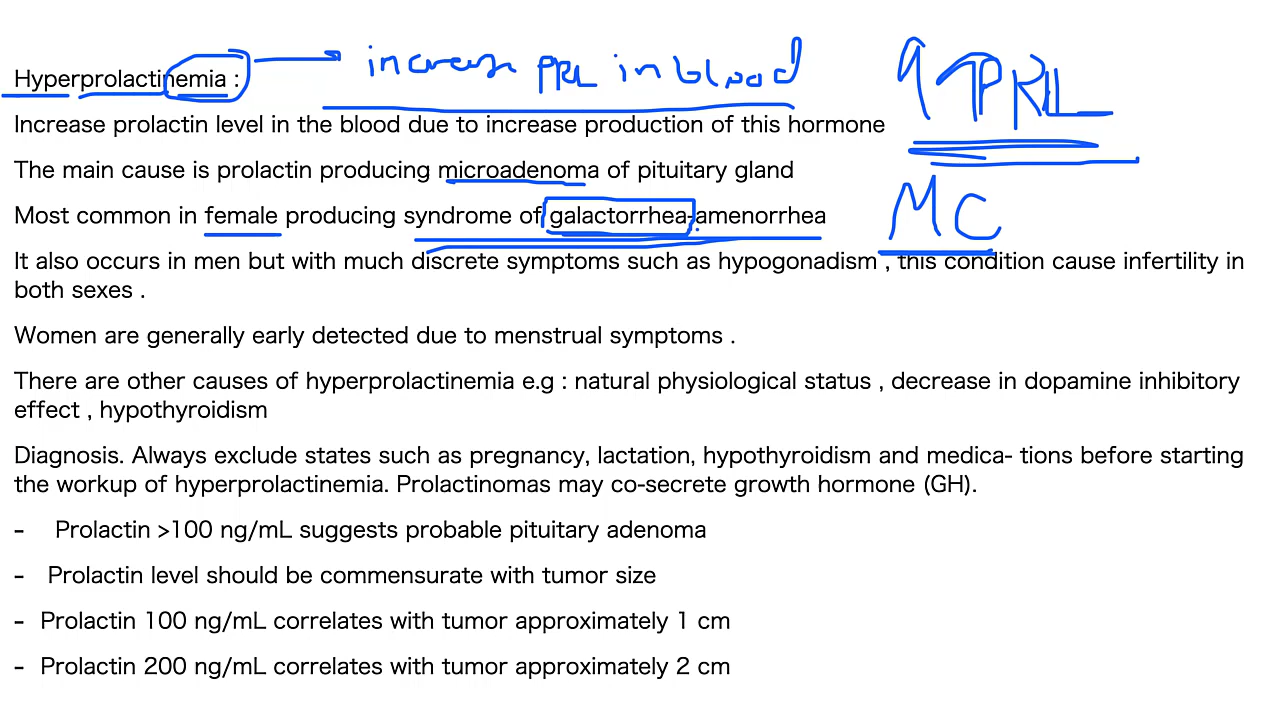 increase PRL in blood
↑PRL
Hyperprolactinemia :
Increase prolactin level in the blood due to increase production of this hormone
The main cause is prolactin producing microadenoma of pituitary gland
Most common in female producing syndrome of galactorrhea-amenorrhea
MC
It also occurs in men but with much discrete symptoms such as hypogonadism , this condition cause infertility in
both sexes .
Women are generally early detected due to menstrual symptoms .
There are other causes of hyperprolactinemia e.g : natural physiological status , decrease in dopamine inhibitory
effect , hypothyroidism
Diagnosis. Always exclude states such as pregnancy, lactation, hypothyroidism and medica- tions before starting
the workup of hyperprolactinemia. Prolactinomas may co-secrete growth hormone (GH).
- Prolactin >100 ng/mL suggests probable pituitary adenoma
- Prolactin level should be commensurate with tumor size
- Prolactin 100 ng/mL correlates with tumor approximately 1 cm
- Prolactin 200 ng/mL correlates with tumor approximately 2 cm